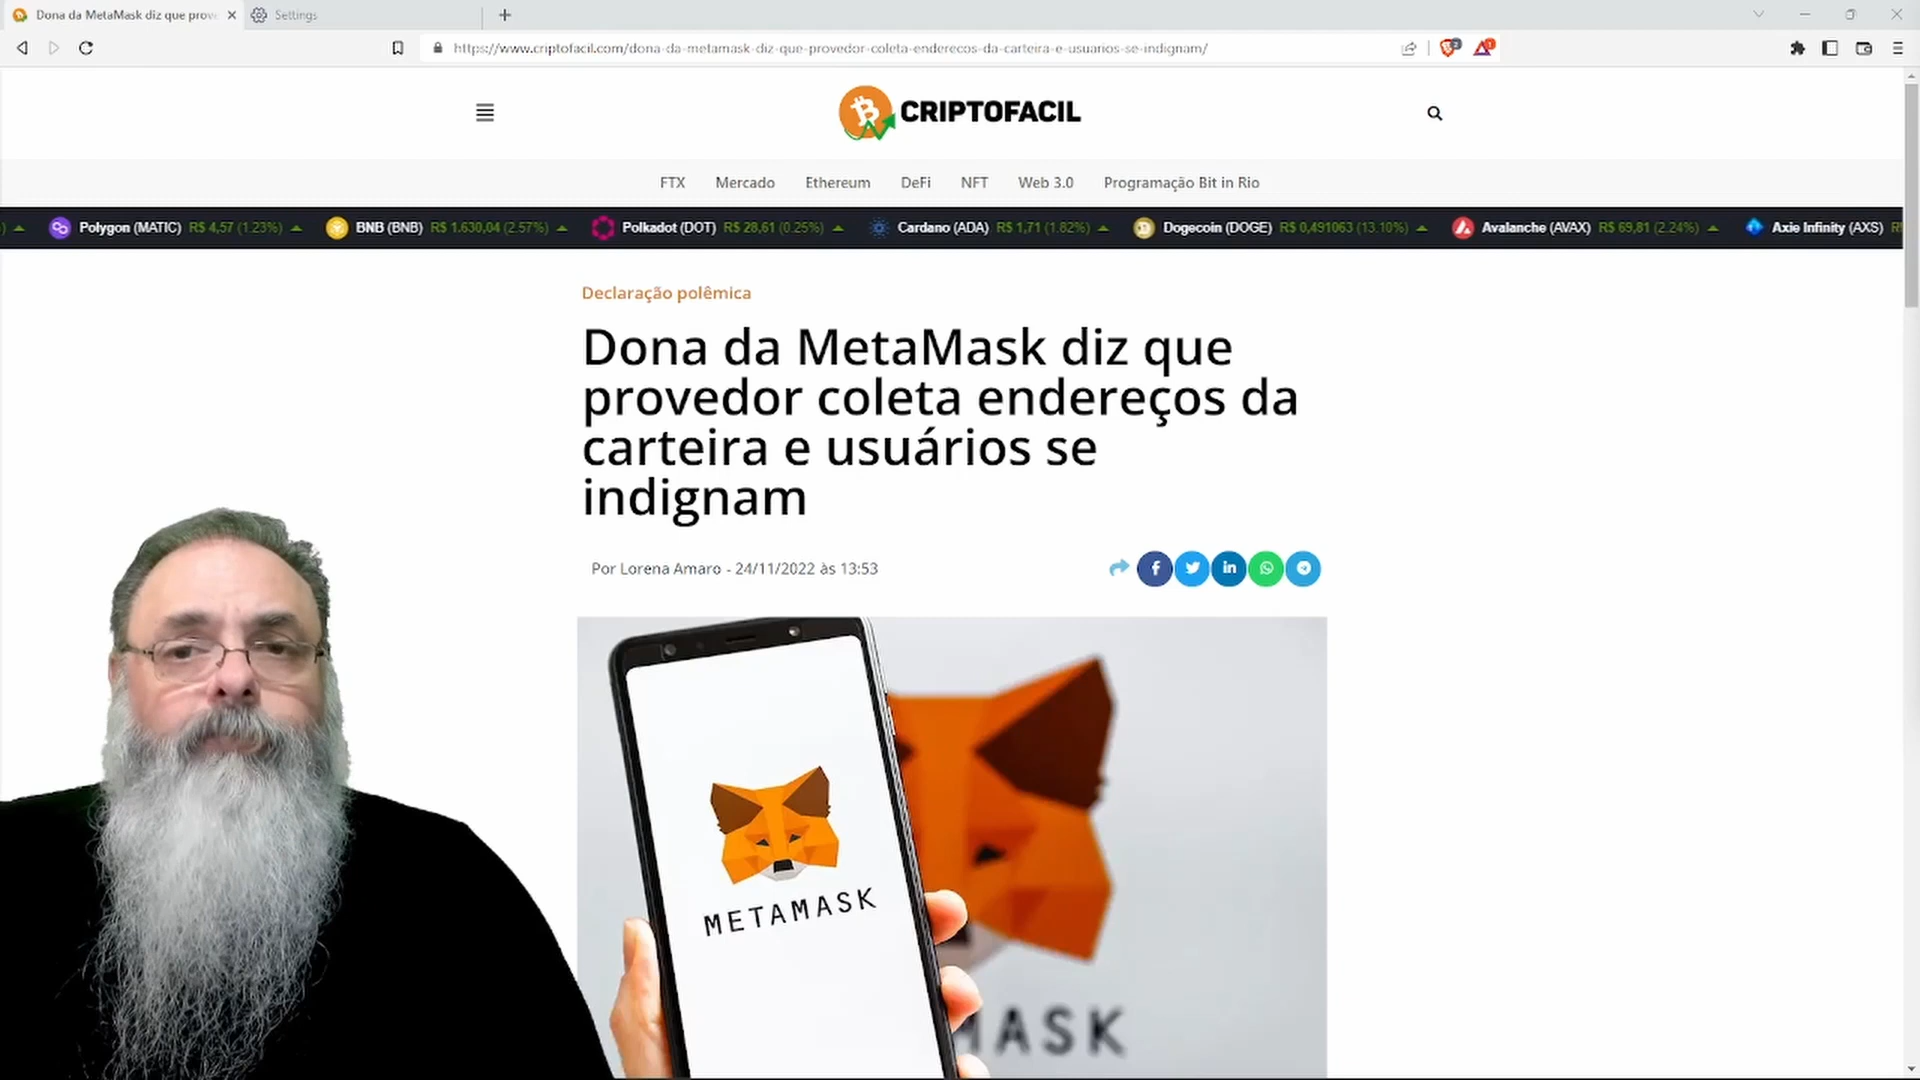 Dona da MetaMask diz que prove
Settings
https://www.criptofacil.com/dona-da-metamask-diz-que-provedor-coleta-enderecos-da-carteira-e-usuarios-se-indignam/
CRIPTOFACIL
FTX Mercado Ethereum DeFi NFT Web 3.0 Programação Bit in Rio
Polygon (MATIC) R$ 4,57 (1.23%) BNB (BNB) R$ 1.630,04 (2.57%) Polkadot (DOT) R$ 28,61 (0.25%) Cardano (ADA) R$ 1,71 (1.82%) Dogecoin (DOGE) R$ 0,491063 (13.10%) Avalanche (AVAX) R$ 69,81 (2.24%) Axie Infinity (AXS)
Declaração polêmica
Dona da MetaMask diz que
provedor coleta endereços da
carteira e usuários se
indignam
Por Lorena Amaro - 24/11/2022 às 13:53
METAMASK
MASK